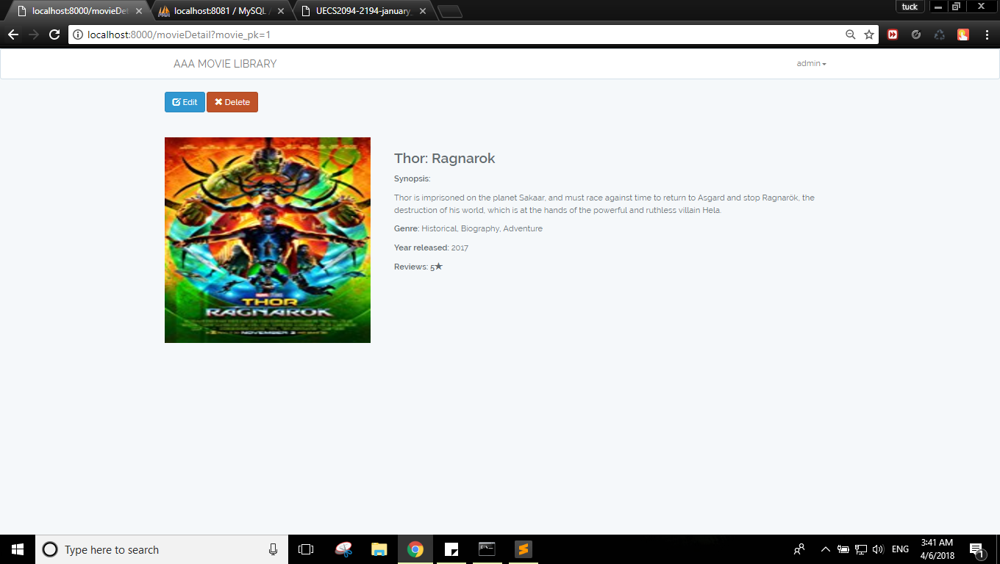 localhost:8000/movieDet
localhost:8081 / MySQL /
UECS2094-2194-january_
tuck
localhost:8000/movieDetail?movie_pk=1
AAA MOVIE LIBRARY
admin
Edit
Delete
THOR
RAGNAROK
NOVEMBER 3
Thor: Ragnarok
Synopsis:
Thor is imprisoned on the planet Sakaar, and must race against time to return to Asgard and stop Ragnarök, the
destruction of his world, which is at the hands of the powerful and ruthless villain Hela.
Genre: Historical, Biography, Adventure
Year released: 2017
Reviews: 5★
Type here to search
ENG
3:41 AM
4/6/2018
1